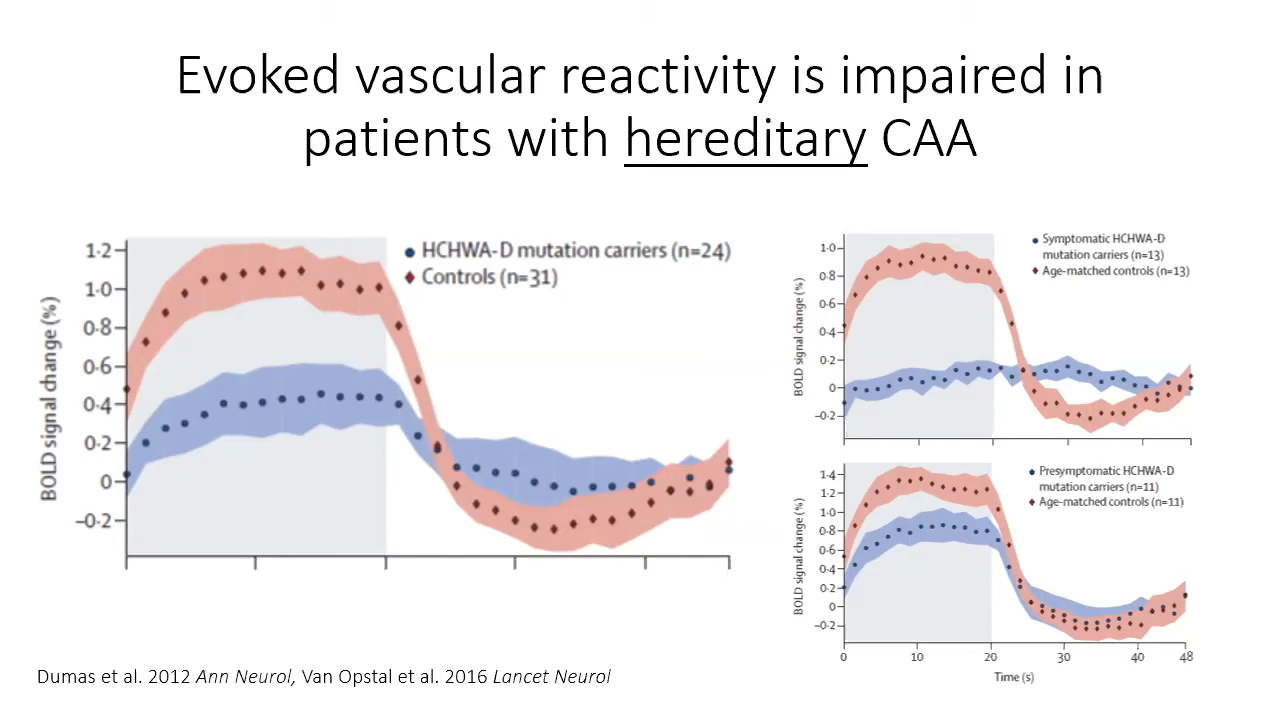 Evoked vascular reactivity is impaired in
patients with hereditary CAA
BOLD signal change (%)
1·2
1·0
0·8
0·6
0·4
0·2
0
–0·2
HCHWA-D mutation carriers (n=24)
Controls (n=31)
BOLD signal change (%)
1·0
0·8
0·6
0·4
0·2
0
–0·2
Symptomatic HCHWA-D
mutation carriers (n=13)
Age-matched controls (n=13)
BOLD signal change (%)
1·4
1·2
1·0
0·8
0·6
0·4
0·2
0
–0·2
Presymptomatic HCHWA-D
mutation carriers (n=11)
Age-matched controls (n=11)
0 10 20 30 40 48
Time (s)
Dumas et al. 2012 Ann Neurol, Van Opstal et al. 2016 Lancet Neurol